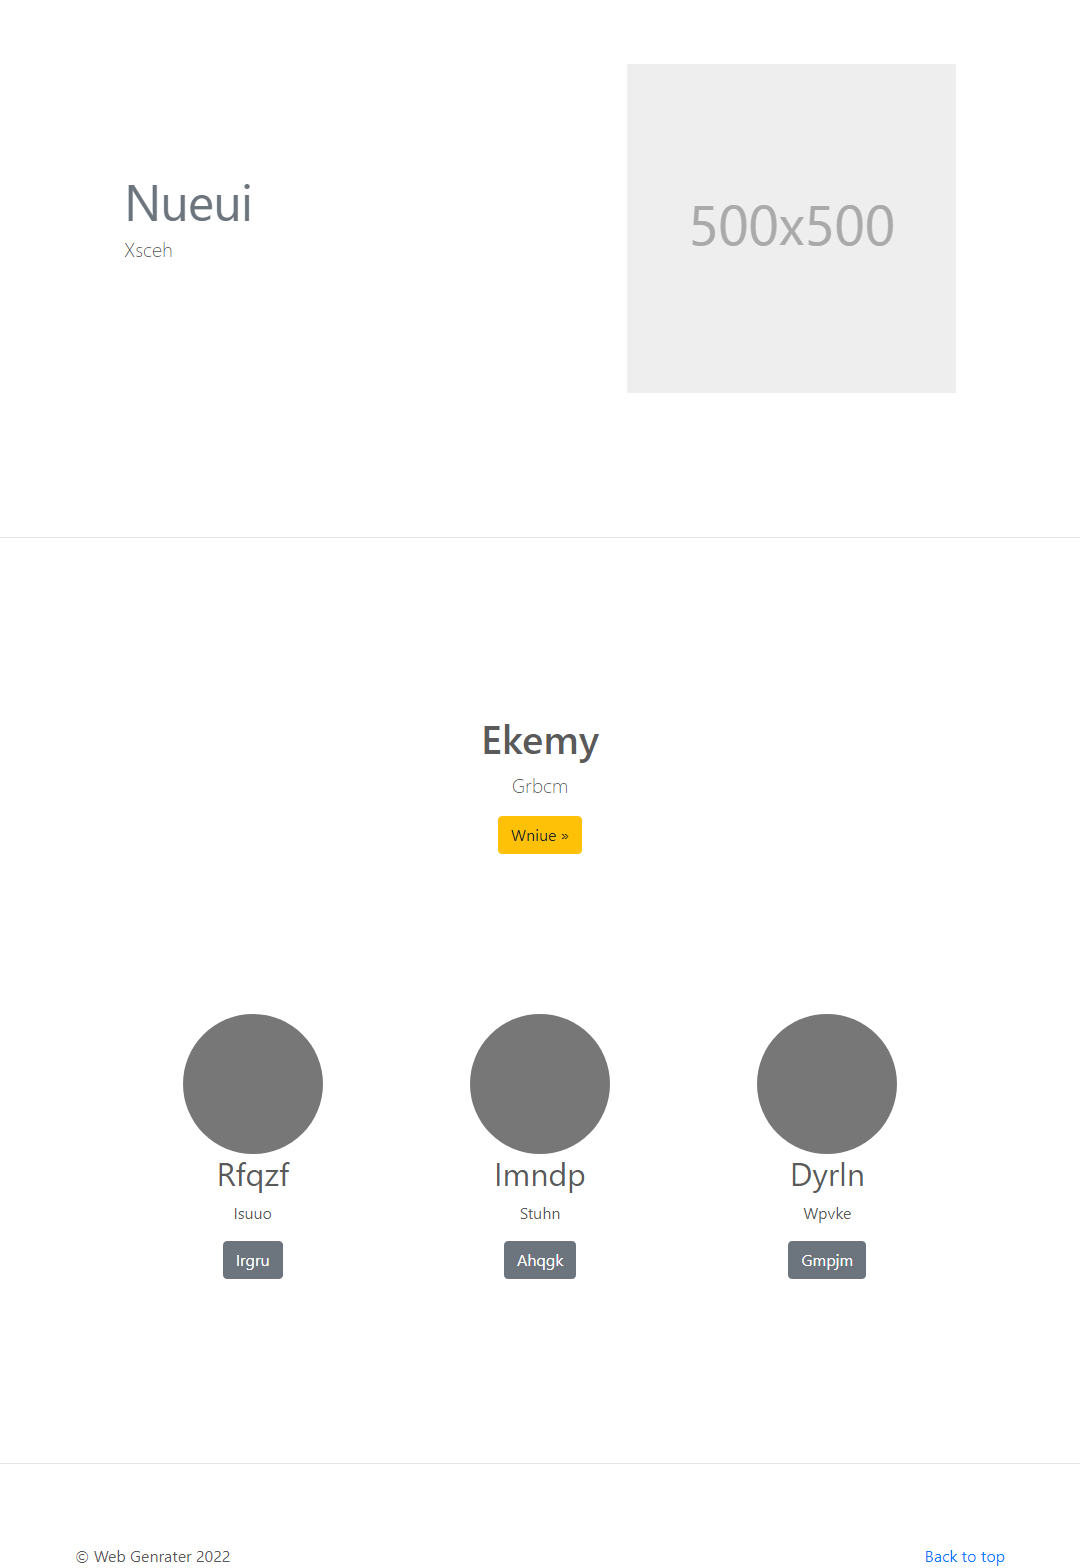 Nueui
Xsceh
500x500
Ekemy
Grbcm
Wniue »
Rfqzf
Imndp
Dyrln
Isuuo
Stuhn
Wpvke
Irgru
Ahqgk
Gmpjm
© Web Genrater 2022
Back to top